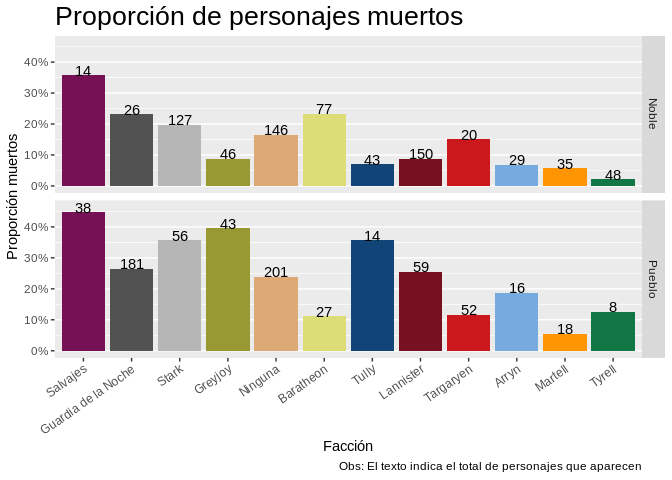 Proporción de personajes muertos
Proporción muertos
40%
30%
20%
10%
0%
14
26
127
46
146
77
43
150
20
29
35
48
Noble
40%
30%
20%
10%
0%
38
181
56
43
201
27
14
59
52
16
18
8
Pueblo
Salvajes
Guardia de la Noche
Stark
Greyjoy
Ninguna
Baratheon
Tully
Lannister
Targaryen
Arryn
Martell
Tyrell
Facción
Obs: El texto indica el total de personajes que aparecen